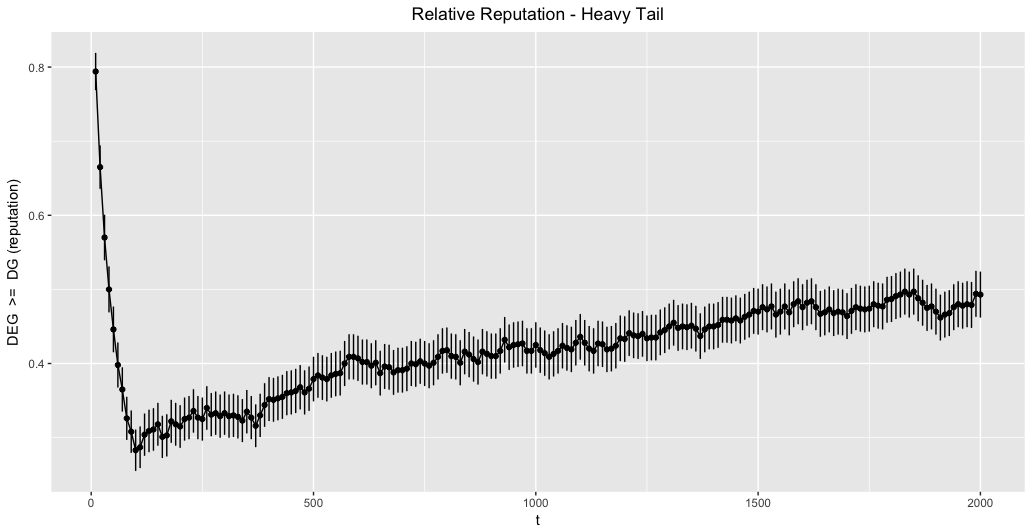 Relative Reputation - Heavy Tail
DEG >= DG (reputation)
0.8
0.6
0.4
0
500
1000
1500
2000
t